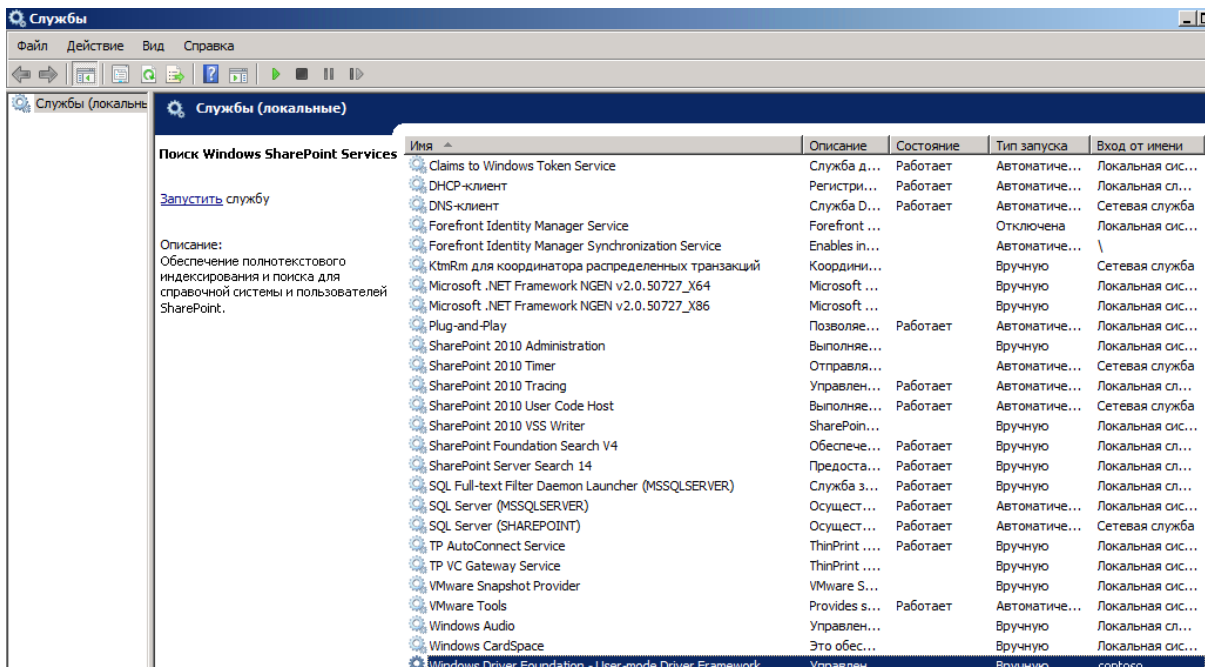 Службы
Файл Действие Вид Справка
Службы (локальнь
Службы (локальные)
Поиск Windows SharePoint Services
Запустить службу
Описание:
Обеспечение полнотекстового
индексирования и поиска для
справочной системы и пользователей
SharePoint.
Имя Описание Состояние Тип запуска Вход от имени
Claims to Windows Token Service Служба д... Работает Автоматиче... Локальная сис...
DHCP-клиент Регистри... Работает Автоматиче... Локальная сл...
DNS-клиент Служба D... Работает Автоматиче... Сетевая служба
Forefront Identity Manager Service Forefront ... Отключена Локальная сис...
Forefront Identity Manager Synchronization Service Enables in... Автоматиче... \
KtmRm для координатора распределенных транзакций Координи... Вручную Сетевая служба
Microsoft .NET Framework NGEN v2.0.50727_X64 Microsoft ... Вручную Локальная сис...
Microsoft .NET Framework NGEN v2.0.50727_X86 Microsoft ... Вручную Локальная сис...
Plug-and-Play Позволяе... Работает Автоматиче... Локальная сис...
SharePoint 2010 Administration Выполняе... Вручную Локальная сис...
SharePoint 2010 Timer Отправля... Автоматиче... Сетевая служба
SharePoint 2010 Tracing Управлен... Работает Автоматиче... Локальная сл...
SharePoint 2010 User Code Host Выполняе... Работает Автоматиче... Сетевая служба
SharePoint 2010 VSS Writer SharePoin... Вручную Локальная сис...
SharePoint Foundation Search V4 Обеспече... Работает Вручную Локальная сл...
SharePoint Server Search 14 Предоста... Работает Вручную Локальная сл...
SQL Full-text Filter Daemon Launcher (MSSQLSERVER) Служба з... Работает Вручную Локальная сл...
SQL Server (MSSQLSERVER) Осущест... Работает Автоматиче... Локальная сис...
SQL Server (SHAREPOINT) Осущест... Работает Автоматиче... Сетевая служба
TP AutoConnect Service ThinPrint .... Работает Вручную Локальная сис...
TP VC Gateway Service ThinPrint .... Вручную Локальная сис...
VMware Snapshot Provider VMware S... Вручную Локальная сис...
VMware Tools Provides s... Работает Автоматиче... Локальная сис...
Windows Audio Управлен... Вручную Локальная сл...
Windows CardSpace Это обес... Вручную Локальная сис...
Windows Driver Foundation - User-mode Driver Framework Управлен... Вручную contoso